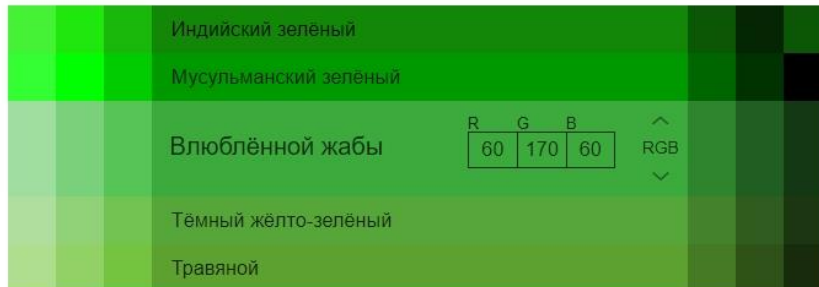 Индийский зелёный
Мусульманский зелёный
R G B
Влюблённой жабы 60 170 60 RGB
Тёмный жёлто-зелёный
Травяной